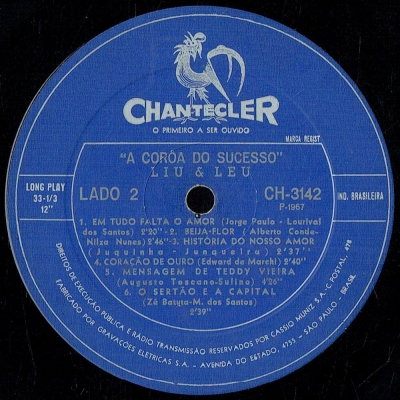 CHANTECLER
O PRIMEIRO A SER OUVIDO
MARCA REGIST.
"A CORÔA DO SUCESSO"
LIU & LEU
LONG PLAY
33-1/3
12"
LADO 2
CH-3142
P-1967
IND. BRASILEIRA
1. EM TUDO FALTA O AMOR (Jorge Paulo - Lourival
dos Santos) 2'20" - 2. BEIJA-FLOR (Alberto Conde-
Nilza Nunes) 2'46" - 3. HISTÓRIA DO NOSSO AMOR
(Juquinha - Junqueira) 2'37"
4. CORAÇÃO DE OURO (Edward de Marchi) 2'40"
5. MENSAGEM DE TEDDY VIEIRA
(Augusto Toscano-Sulino) 4'26"
6. O SERTÃO E A CAPITAL
(Zé Batuta-M. dos Santos)
2'39"
DIREITOS DE EXECUÇÃO PÚBLICA E RÁDIO TRANSMISSÃO RESERVADOS POR CASSIO MUNIZ S.A. - C. POSTAL, 478
FABRICADO POR GRAVAÇÕES ELETRICAS S.A. - AVENIDA DO ESTADO, 4755 - SÃO PAULO - BRASIL